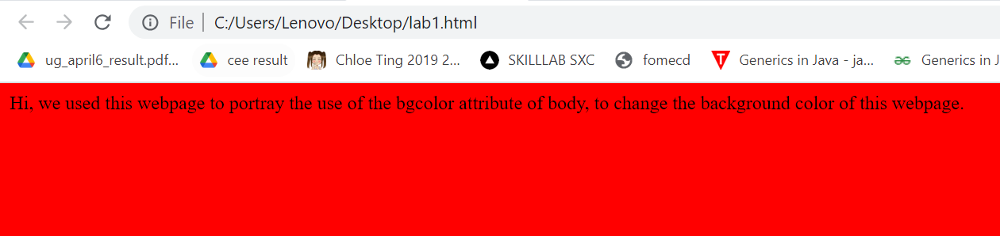 File | C:/Users/Lenovo/Desktop/lab1.html
ug_april6_result.pdf... cee result Chloe Ting 2019 2... SKILLLAB SXC fomecd Generics in Java - ja... Generics in J
Hi, we used this webpage to portray the use of the bgcolor attribute of body, to change the background color of this webpage.